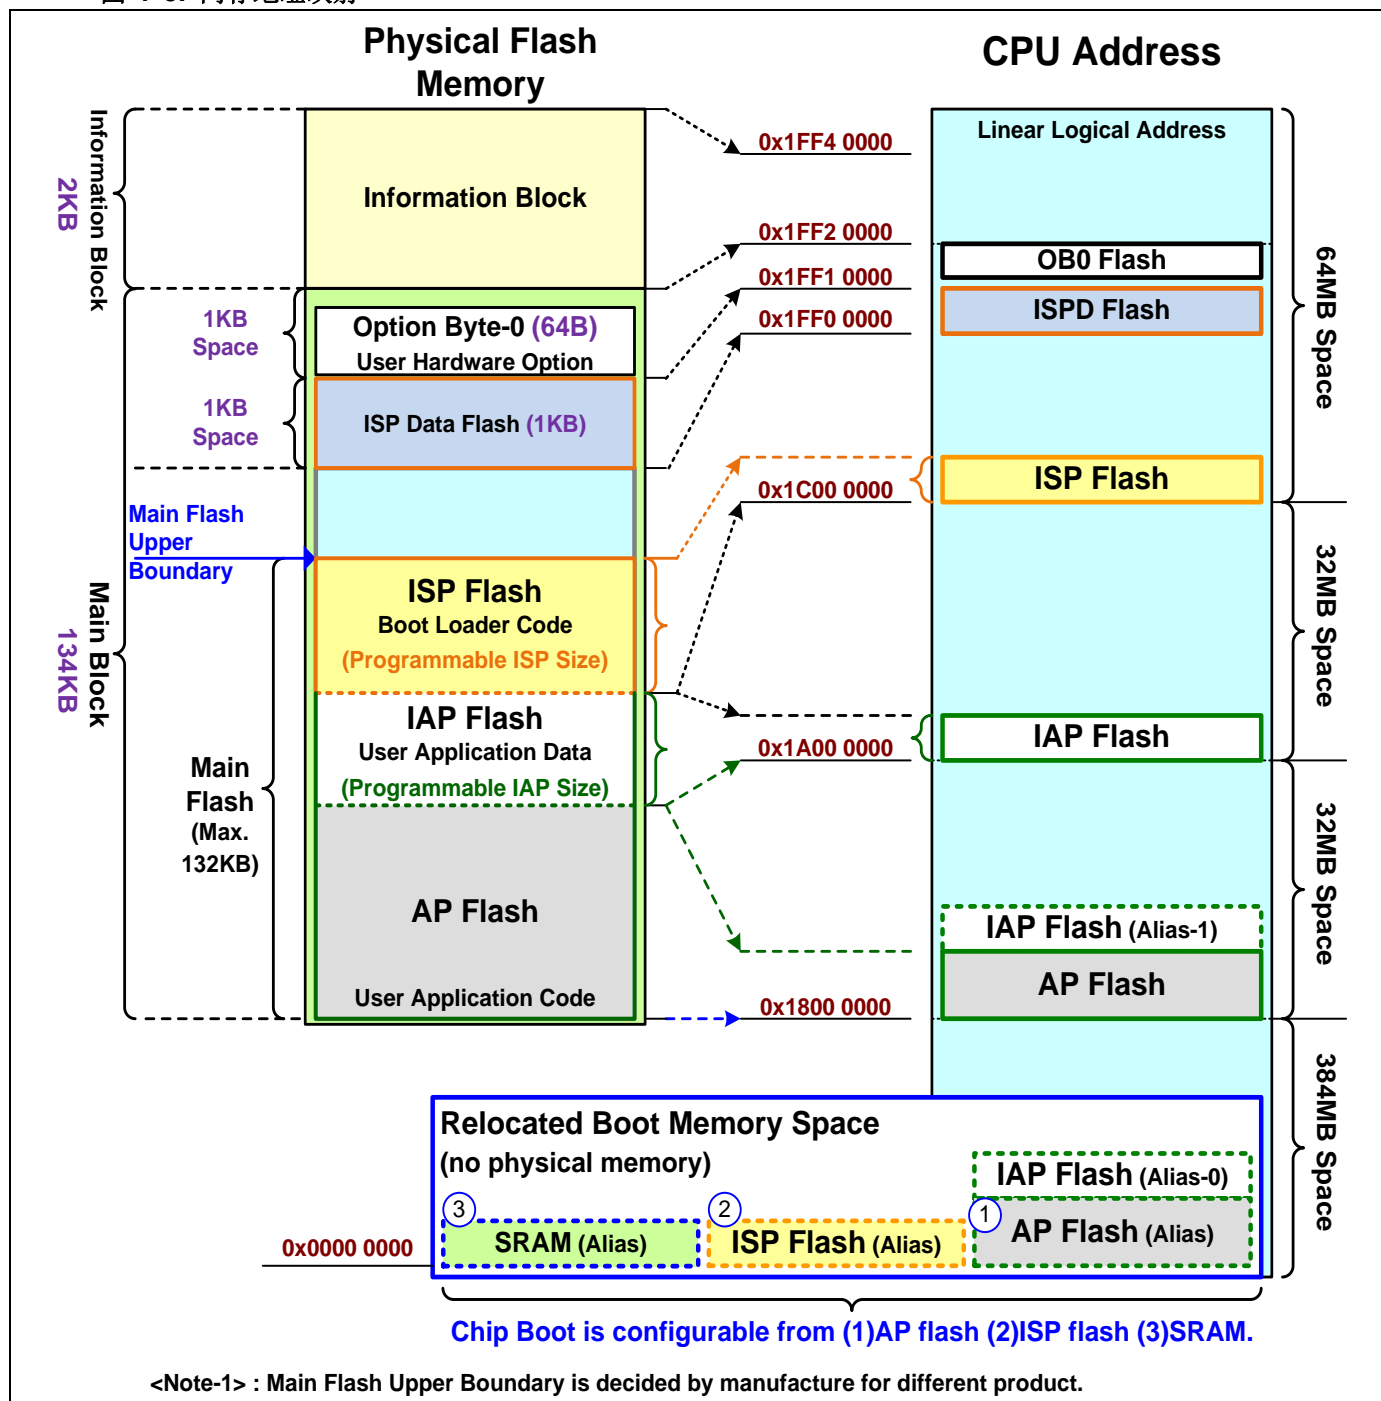 Physical Flash
Memory
CPU Address
Linear Logical Address
Information Block
2KB
Information Block
0x1FF4 0000
0x1FF2 0000
0x1FF1 0000
0x1FF0 0000
OB0 Flash
ISPD Flash
64MB Space
1KB
Space
Option Byte-0 (64B)
User Hardware Option
1KB
Space
ISP Data Flash (1KB)
Main Flash
Upper
Boundary
ISP Flash
0x1C00 0000
ISP Flash
Boot Loader Code
(Programmable ISP Size)
Main Block
134KB
32MB Space
IAP Flash
User Application Data
(Programmable IAP Size)
IAP Flash
0x1A00 0000
Main
Flash
(Max.
132KB)
AP Flash
User Application Code
32MB Space
IAP Flash (Alias-1)
AP Flash
0x1800 0000
384MB Space
Relocated Boot Memory Space
(no physical memory)
IAP Flash (Alias-0)
3
SRAM (Alias)
2
ISP Flash (Alias)
1
AP Flash (Alias)
0x0000 0000
Chip Boot is configurable from (1)AP flash (2)ISP flash (3)SRAM.
<Note-1> : Main Flash Upper Boundary is decided by manufacture for different product.